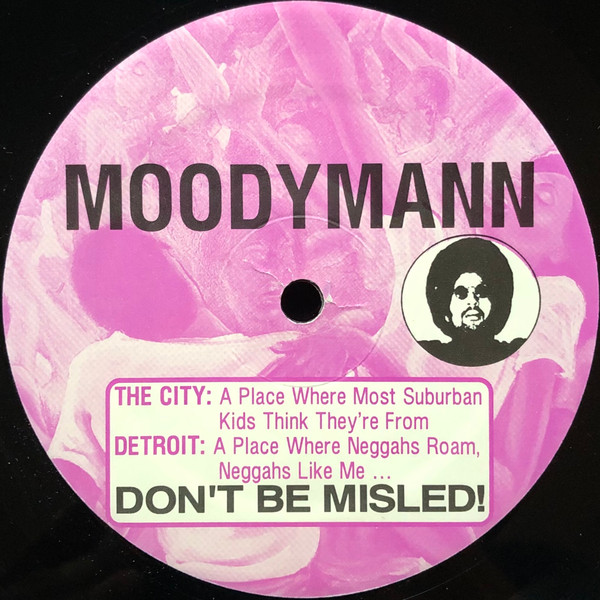 MOODYMANN
THE CITY: A Place Where Most Suburban
Kids Think They're From
DETROIT: A Place Where Neggahs Roam,
Neggahs Like Me ...
DON'T BE MISLED!